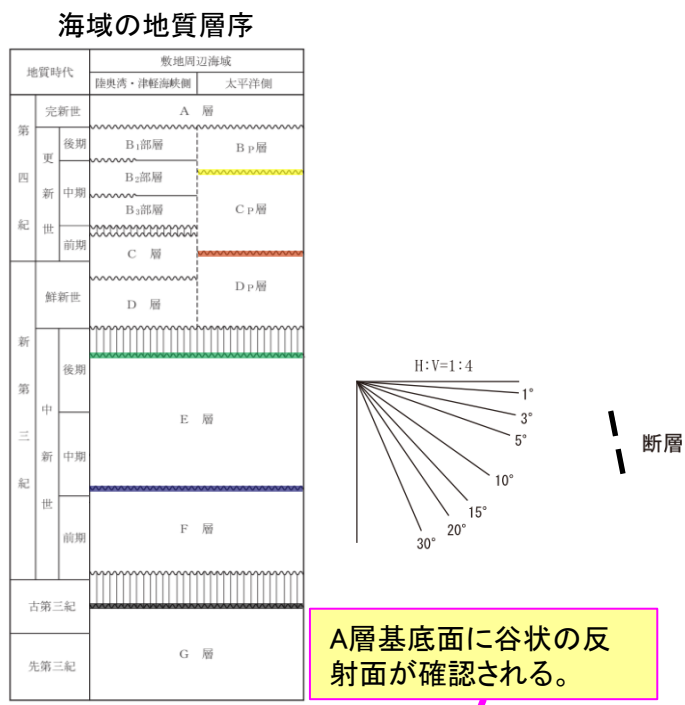 海域の地質層序
地質時代
敷地周辺海域
陸奥湾・津軽海峡側
太平洋側
第四紀
完新世
A 層
更新世
後期
B1部層
BP層
中期
B2部層
B3部層
CP層
前期
C 層
新第三紀
鮮新世
D 層
DP層
中新世
後期
E 層
中期
前期
F 層
古第三紀
先第三紀
G 層
H:V=1:4
1°
3°
5°
10°
15°
20°
30°
断層
A層基底面に谷状の反
射面が確認される。